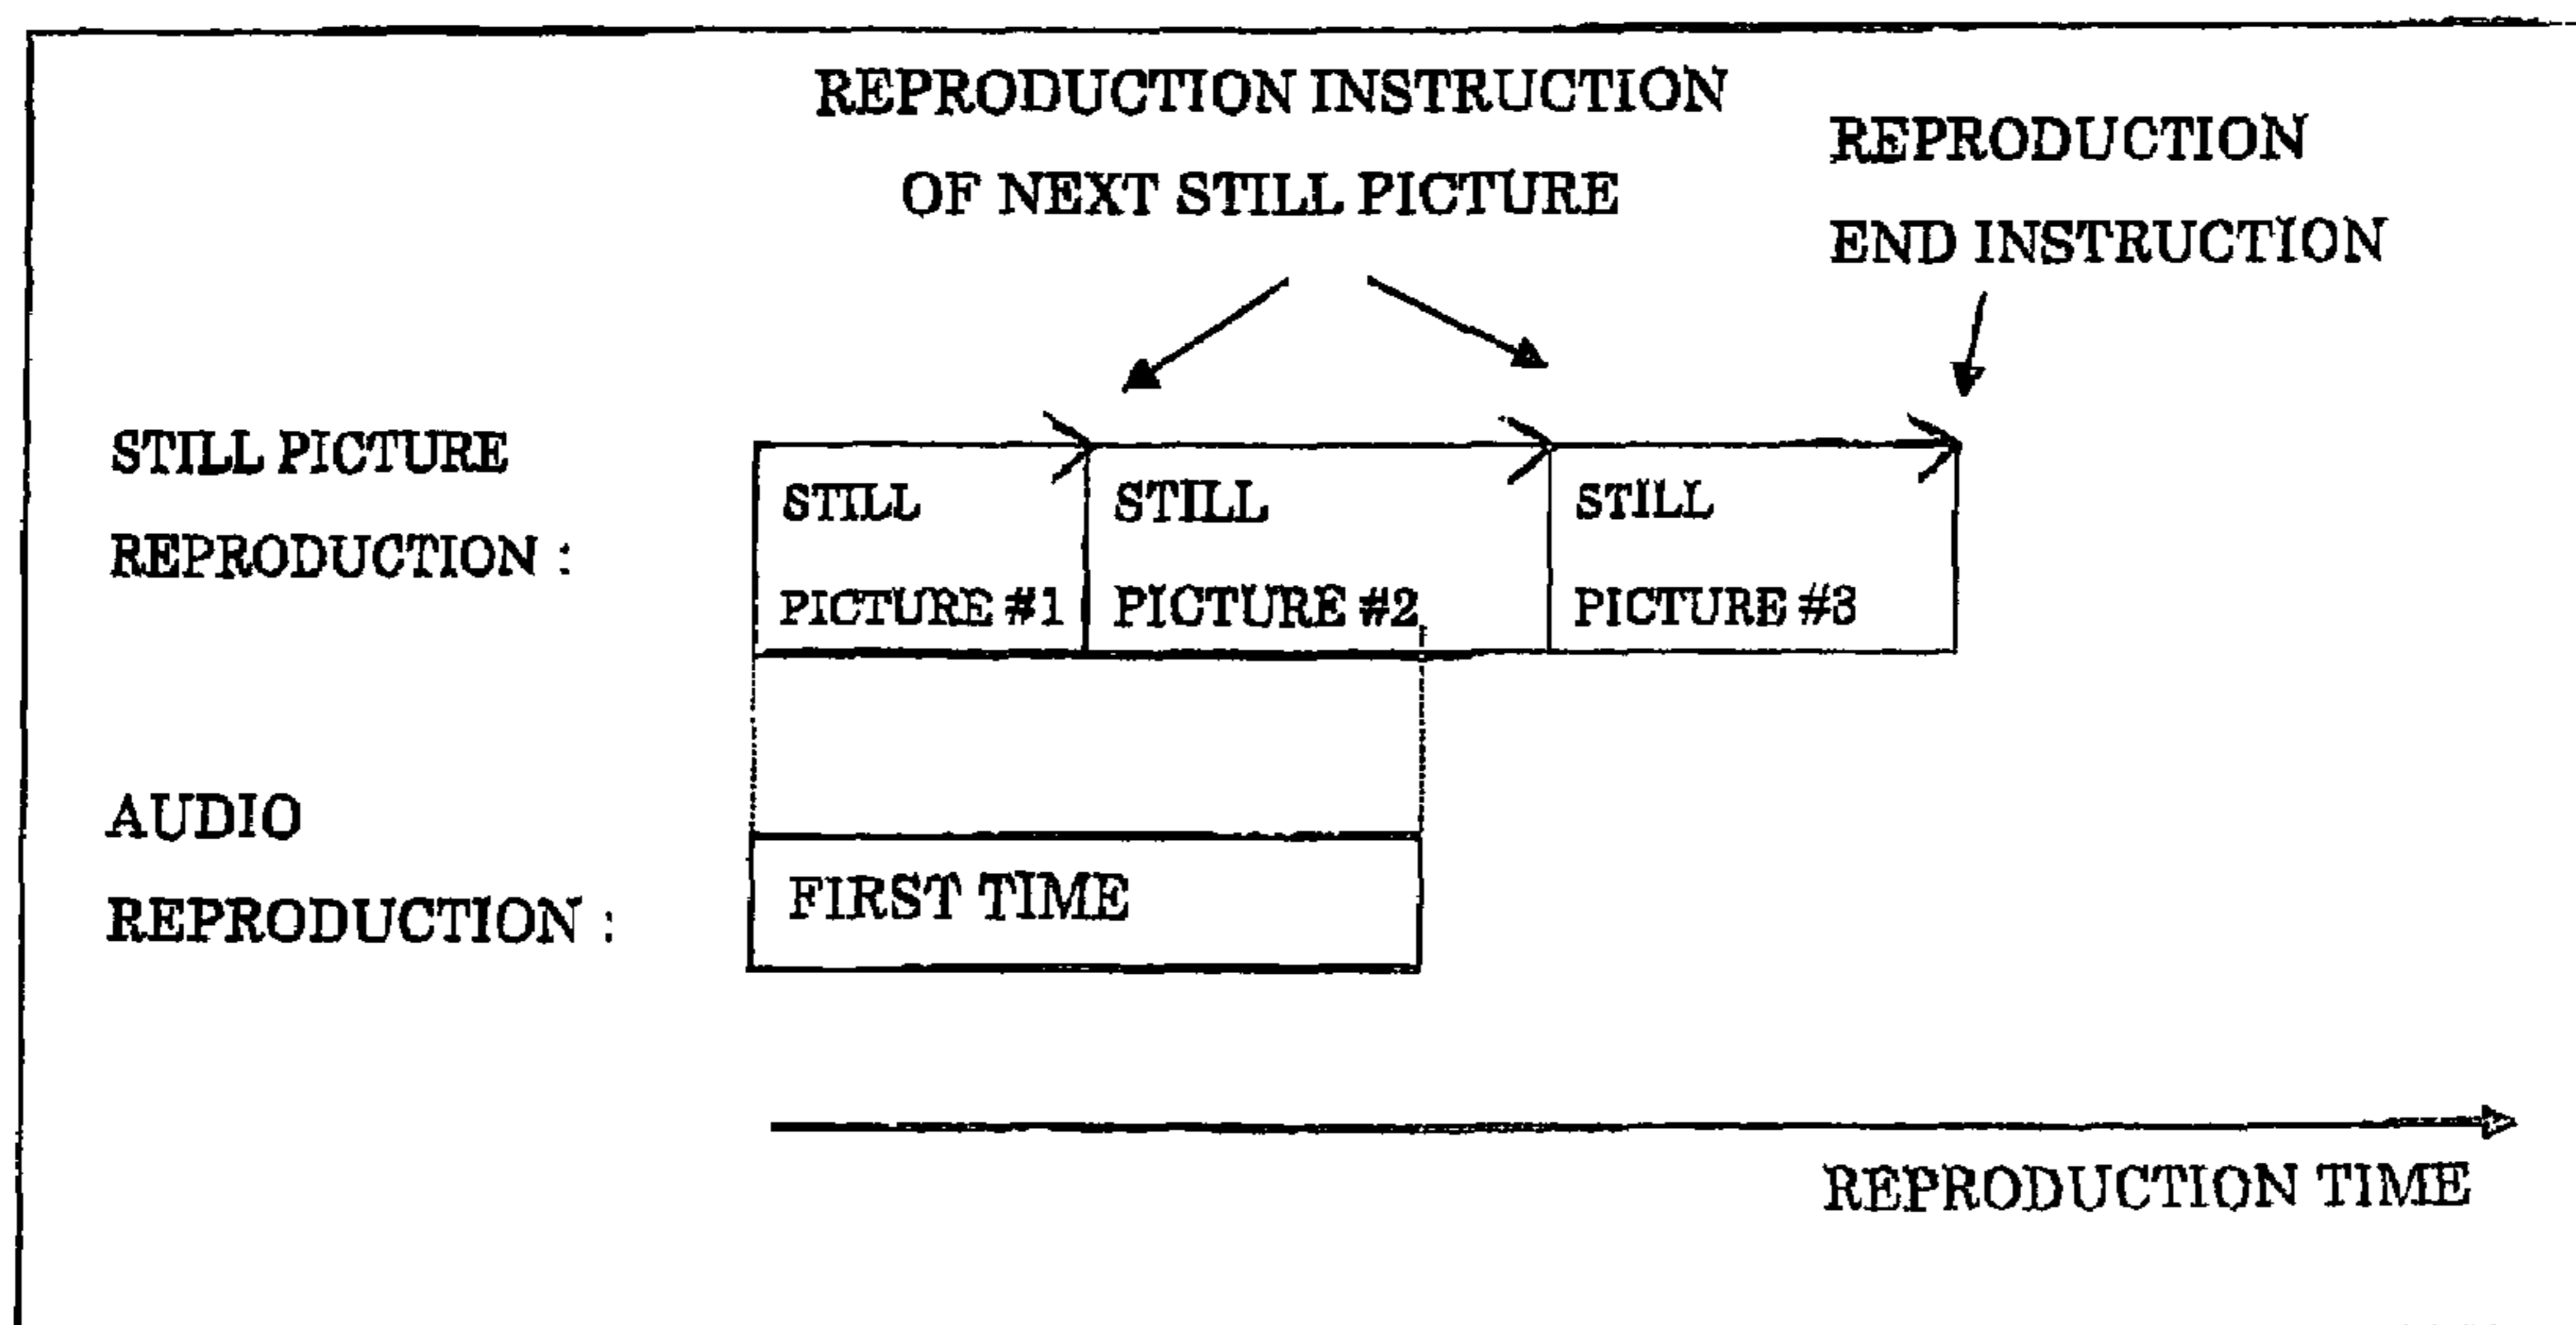 REPRODUCTION INSTRUCTION
OF NEXT STILL PICTURE
REPRODUCTION
END INSTRUCTION
STILL PICTURE
REPRODUCTION :
STILL
PICTURE #1
STILL
PICTURE #2
STILL
PICTURE #3
AUDIO
REPRODUCTION :
FIRST TIME
REPRODUCTION TIME